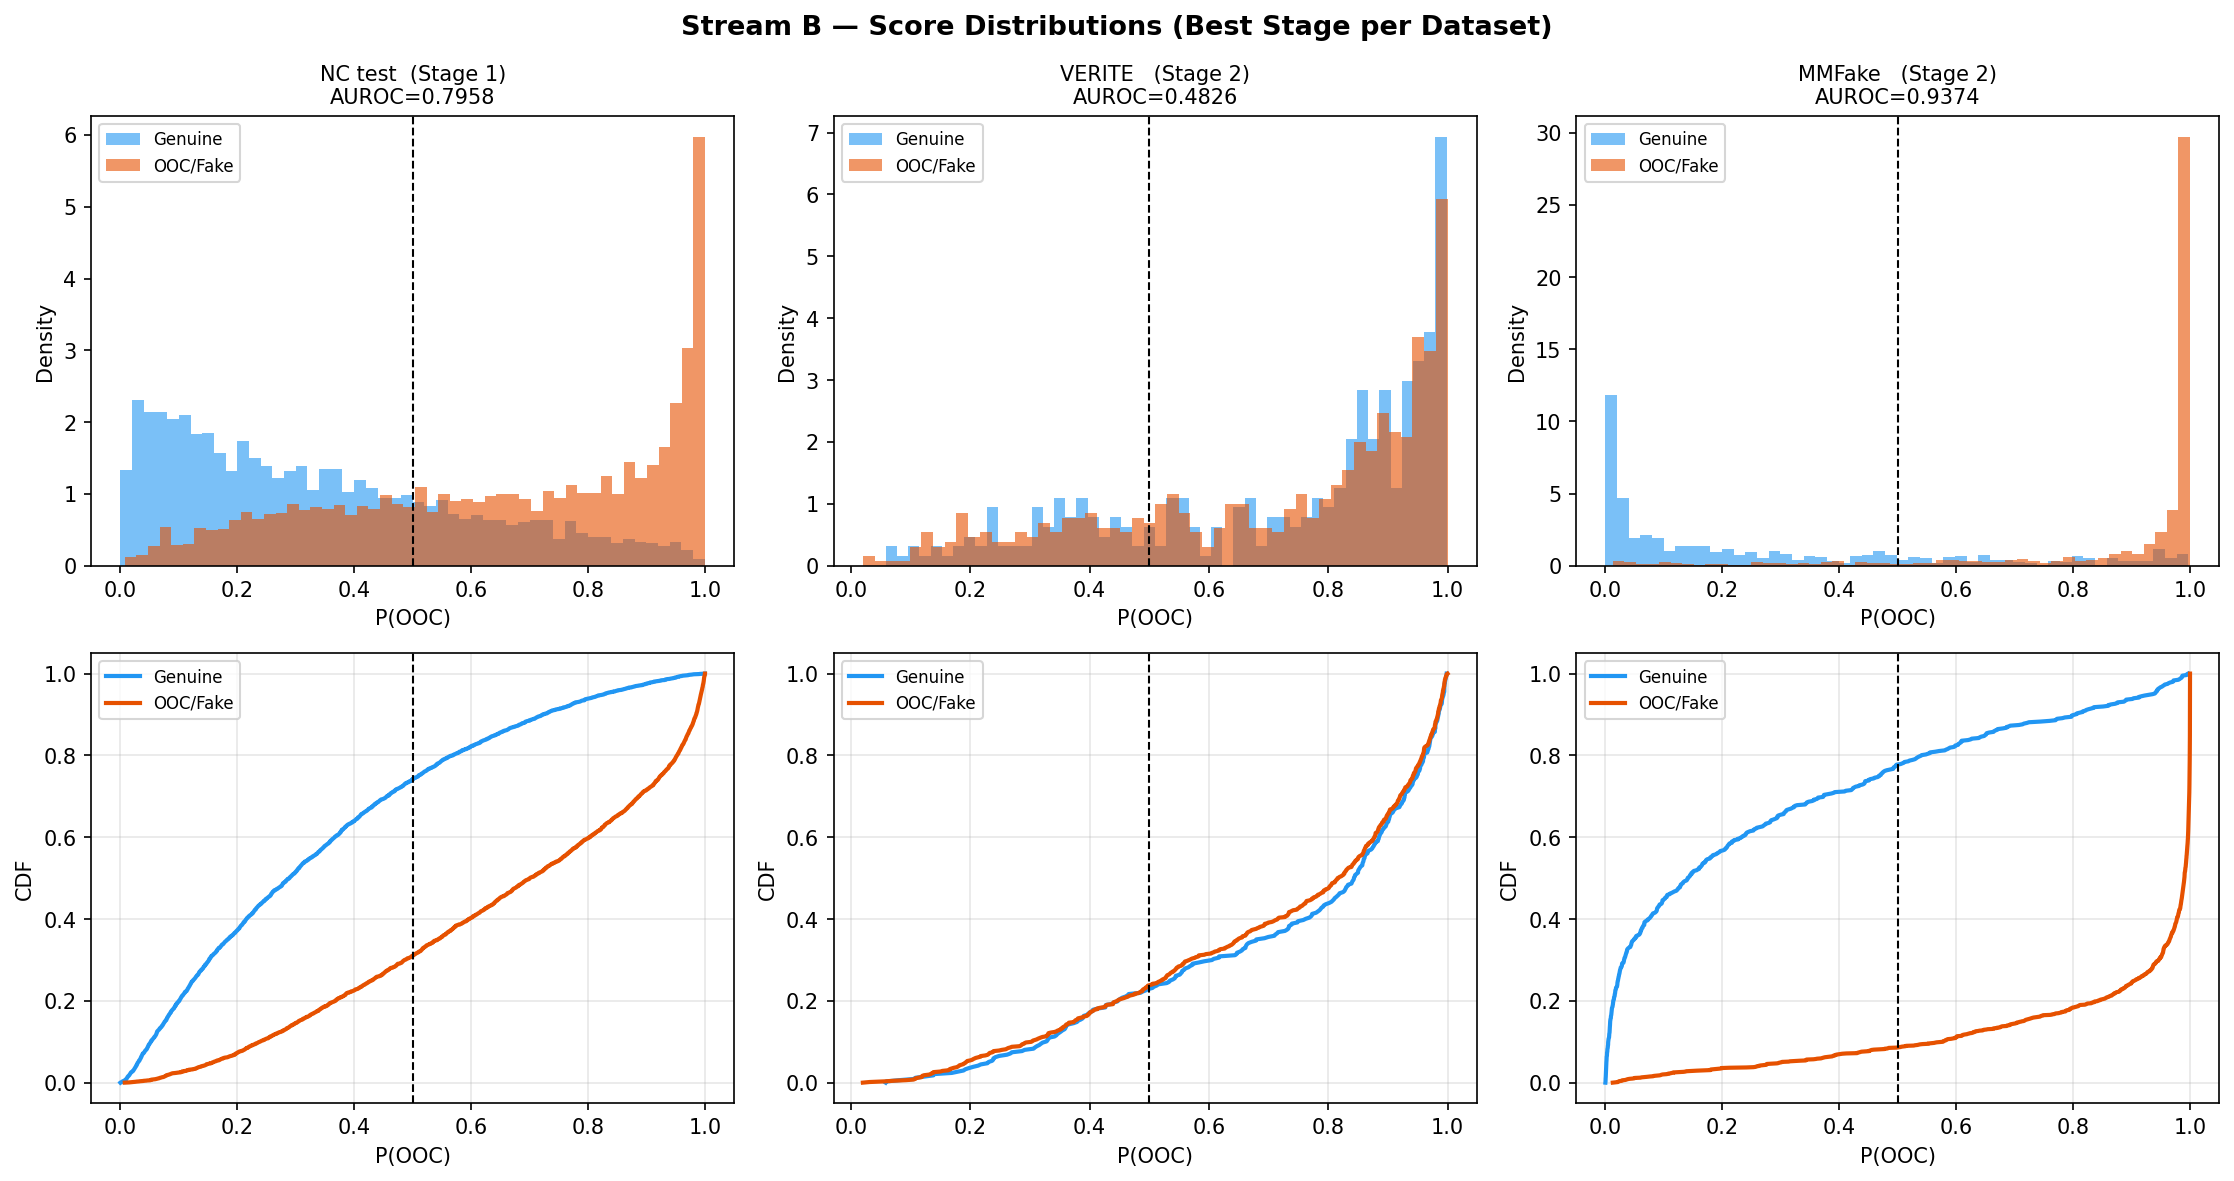 Stream B — Score Distributions (Best Stage per Dataset)
NC test  (Stage 1)
AUROC=0.7958
Genuine
OOC/Fake
Density
0
1
2
3
4
5
6
0.0 0.2 0.4 0.6 0.8 1.0
P(OOC)
VERITE   (Stage 2)
AUROC=0.4826
Genuine
OOC/Fake
Density
0
1
2
3
4
5
6
7
0.0 0.2 0.4 0.6 0.8 1.0
P(OOC)
MMFake   (Stage 2)
AUROC=0.9374
Genuine
OOC/Fake
Density
0
5
10
15
20
25
30
0.0 0.2 0.4 0.6 0.8 1.0
P(OOC)
Genuine
OOC/Fake
CDF
0.0
0.2
0.4
0.6
0.8
1.0
0.0 0.2 0.4 0.6 0.8 1.0
P(OOC)
Genuine
OOC/Fake
CDF
0.0
0.2
0.4
0.6
0.8
1.0
0.0 0.2 0.4 0.6 0.8 1.0
P(OOC)
Genuine
OOC/Fake
CDF
0.0
0.2
0.4
0.6
0.8
1.0
0.0 0.2 0.4 0.6 0.8 1.0
P(OOC)